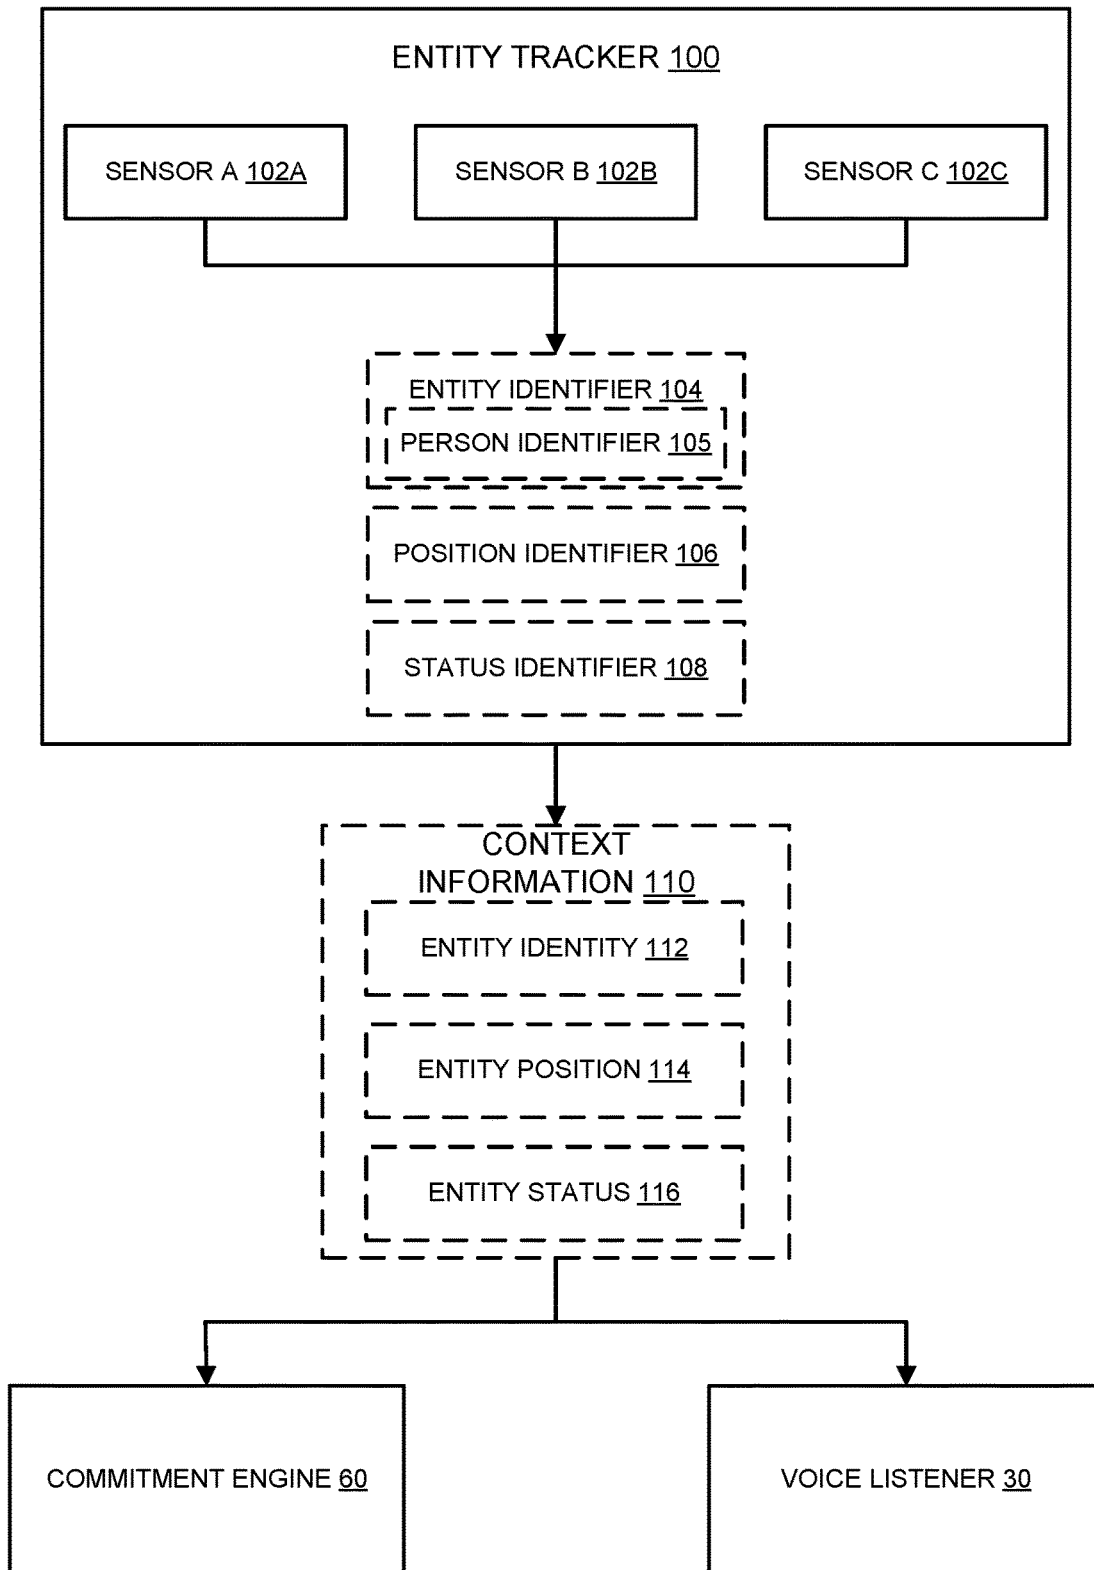 ENTITY TRACKER 100
SENSOR A 102A
SENSOR B 102B
SENSOR C 102C
ENTITY IDENTIFIER 104
PERSON IDENTIFIER 105
POSITION IDENTIFIER 106
STATUS IDENTIFIER 108
CONTEXT
INFORMATION 110
ENTITY IDENTITY 112
ENTITY POSITION 114
ENTITY STATUS 116
COMMITMENT ENGINE 60
VOICE LISTENER 30